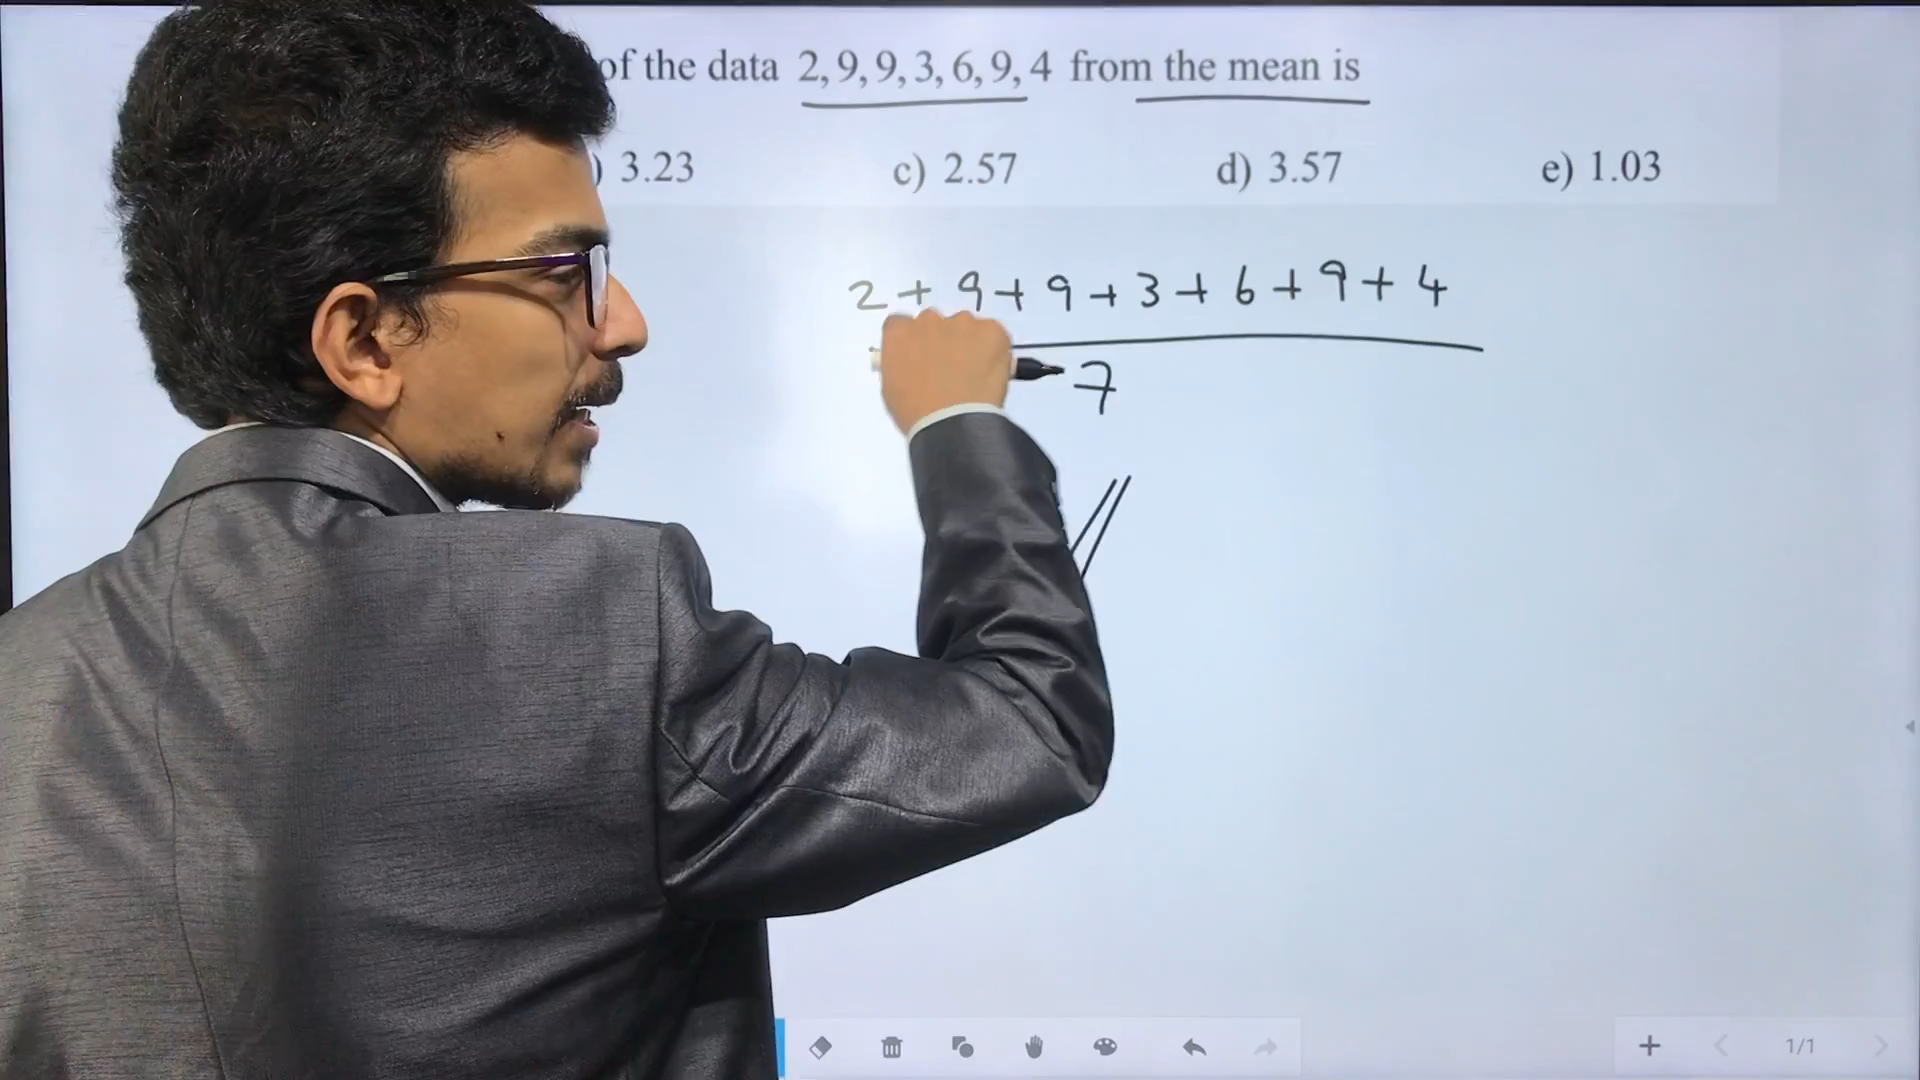 of the data 2, 9, 9, 3, 6, 9, 4 from the mean is
) 3.23 c) 2.57 d) 3.57 e) 1.03
2 + 9 + 9 + 3 + 6 + 9 + 4
7
1/1